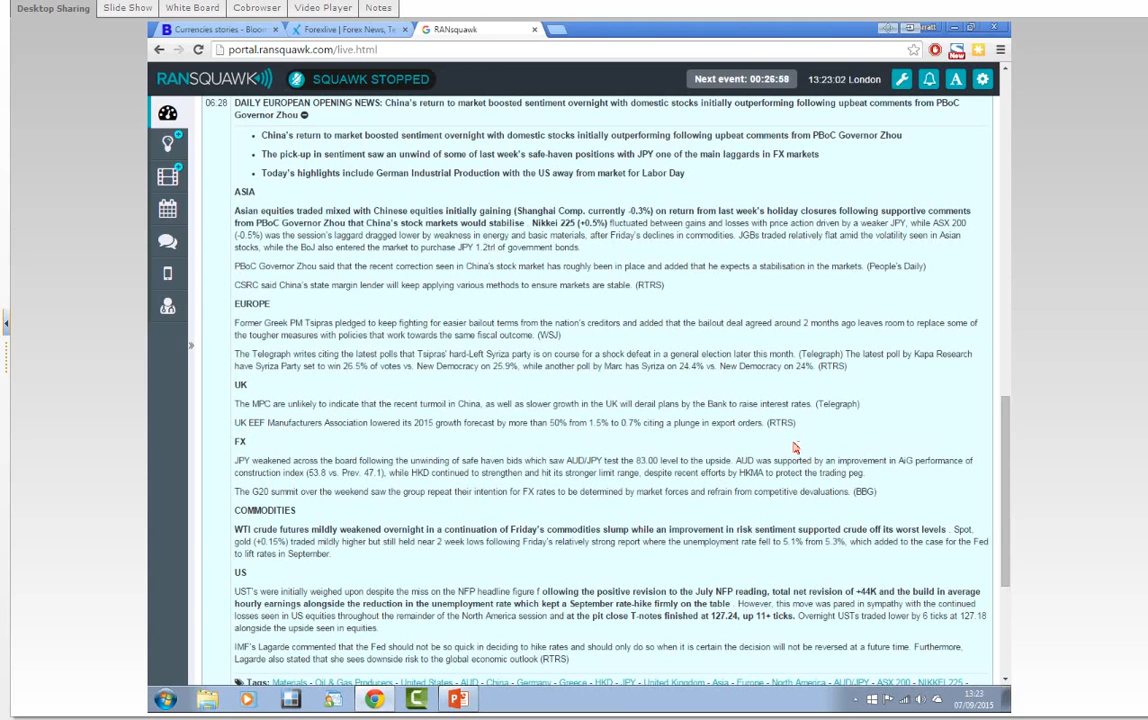 Desktop Sharing Slide Show White Board Cobrowser Video Player Notes
Currencies stories - Bloom Forexlive | Forex News, Te RANsquawk
portal.ransquawk.com/live.html
New
RANSQUAWK SQUAWK STOPPED Next event: 00:26:58 13:23:02 London A
06.28 DAILY EUROPEAN OPENING NEWS: China's return to market boosted sentiment overnight with domestic stocks initially outperforming following upbeat comments from PBoC
Governor Zhou
• China's return to market boosted sentiment overnight with domestic stocks initially outperforming following upbeat comments from PBoC Governor Zhou
• The pick-up in sentiment saw an unwind of some of last week's safe-haven positions with JPY one of the main laggards in FX markets
• Today's highlights include German Industrial Production with the US away from market for Labor Day
ASIA
Asian equities traded mixed with Chinese equities initially gaining (Shanghai Comp. currently -0.3%) on return from last week's holiday closures following supportive comments
from PBoC Governor Zhou that China's stock markets would stabilise . Nikkei 225 (+0.5%) fluctuated between gains and losses with price action driven by a weaker JPY, while ASX 200
(-0.5%) was the session's laggard dragged lower by weakness in energy and basic materials, after Friday's declines in commodities. JGBs traded relatively flat amid the volatility seen in Asian
stocks, while the BoJ also entered the market to purchase JPY 1.2trl of government bonds.
PBoC Governor Zhou said that the recent correction seen in China's stock market has roughly been in place and added that he expects a stabilisation in the markets. (People's Daily)
CSRC said China's state margin lender will keep applying various methods to ensure markets are stable. (RTRS)
EUROPE
Former Greek PM Tsipras pledged to keep fighting for easier bailout terms from the nation's creditors and added that the bailout deal agreed around 2 months ago leaves room to replace some of
the tougher measures with policies that work towards the same fiscal outcome. (WSJ)
The Telegraph writes citing the latest polls that Tsipras' hard-Left Syriza party is on course for a shock defeat in a general election later this month. (Telegraph) The latest poll by Kapa Research
have Syriza Party set to win 26.5% of votes vs. New Democracy on 25.9%, while another poll by Marc has Syriza on 24.4% vs. New Democracy on 24%. (RTRS)
UK
The MPC are unlikely to indicate that the recent turmoil in China, as well as slower growth in the UK will derail plans by the Bank to raise interest rates. (Telegraph)
UK EEF Manufacturers Association lowered its 2015 growth forecast by more than 50% from 1.5% to 0.7% citing a plunge in export orders. (RTRS)
FX
JPY weakened across the board following the unwinding of safe haven bids which saw AUD/JPY test the 83.00 level to the upside. AUD was supported by an improvement in AiG performance of
construction index (53.8 vs. Prev. 47.1), while HKD continued to strengthen and hit its stronger limit range, despite recent efforts by HKMA to protect the trading peg.
The G20 summit over the weekend saw the group repeat their intention for FX rates to be determined by market forces and refrain from competitive devaluations. (BBG)
COMMODITIES
WTI crude futures mildly weakened overnight in a continuation of Friday's commodities slump while an improvement in risk sentiment supported crude off its worst levels . Spot,
gold (+0.15%) traded mildly higher but still held near 2 week lows following Friday's relatively strong report where the unemployment rate fell to 5.1% from 5.3%, which added to the case for the Fed
to lift rates in September.
US
UST's were initially weighed upon despite the miss on the NFP headline figure f ollowing the positive revision to the July NFP reading, total net revision of +44K and the build in average
hourly earnings alongside the reduction in the unemployment rate which kept a September rate-hike firmly on the table . However, this move was pared in sympathy with the continued
losses seen in US equities throughout the remainder of the North America session and at the pit close T-notes finished at 127.24, up 11+ ticks. Overnight USTs traded lower by 6 ticks at 127.18
alongside the upside seen in equities.
IMF's Lagarde commented that the Fed should not be so quick in deciding to hike rates and should only do so when it is certain the decision will not be reversed at a future time. Furthermore,
Lagarde also stated that she sees downside risk to the global economic outlook (RTRS)
Tags: Materials - Oil & Gas Producers - United States - AUD - China - Germany - Greece - HKD - JPY - United Kingdom - Asia - Europe - North America - AUD/JPY - ASX 200 - NIKKEI 225 -
13:23
07/09/2015